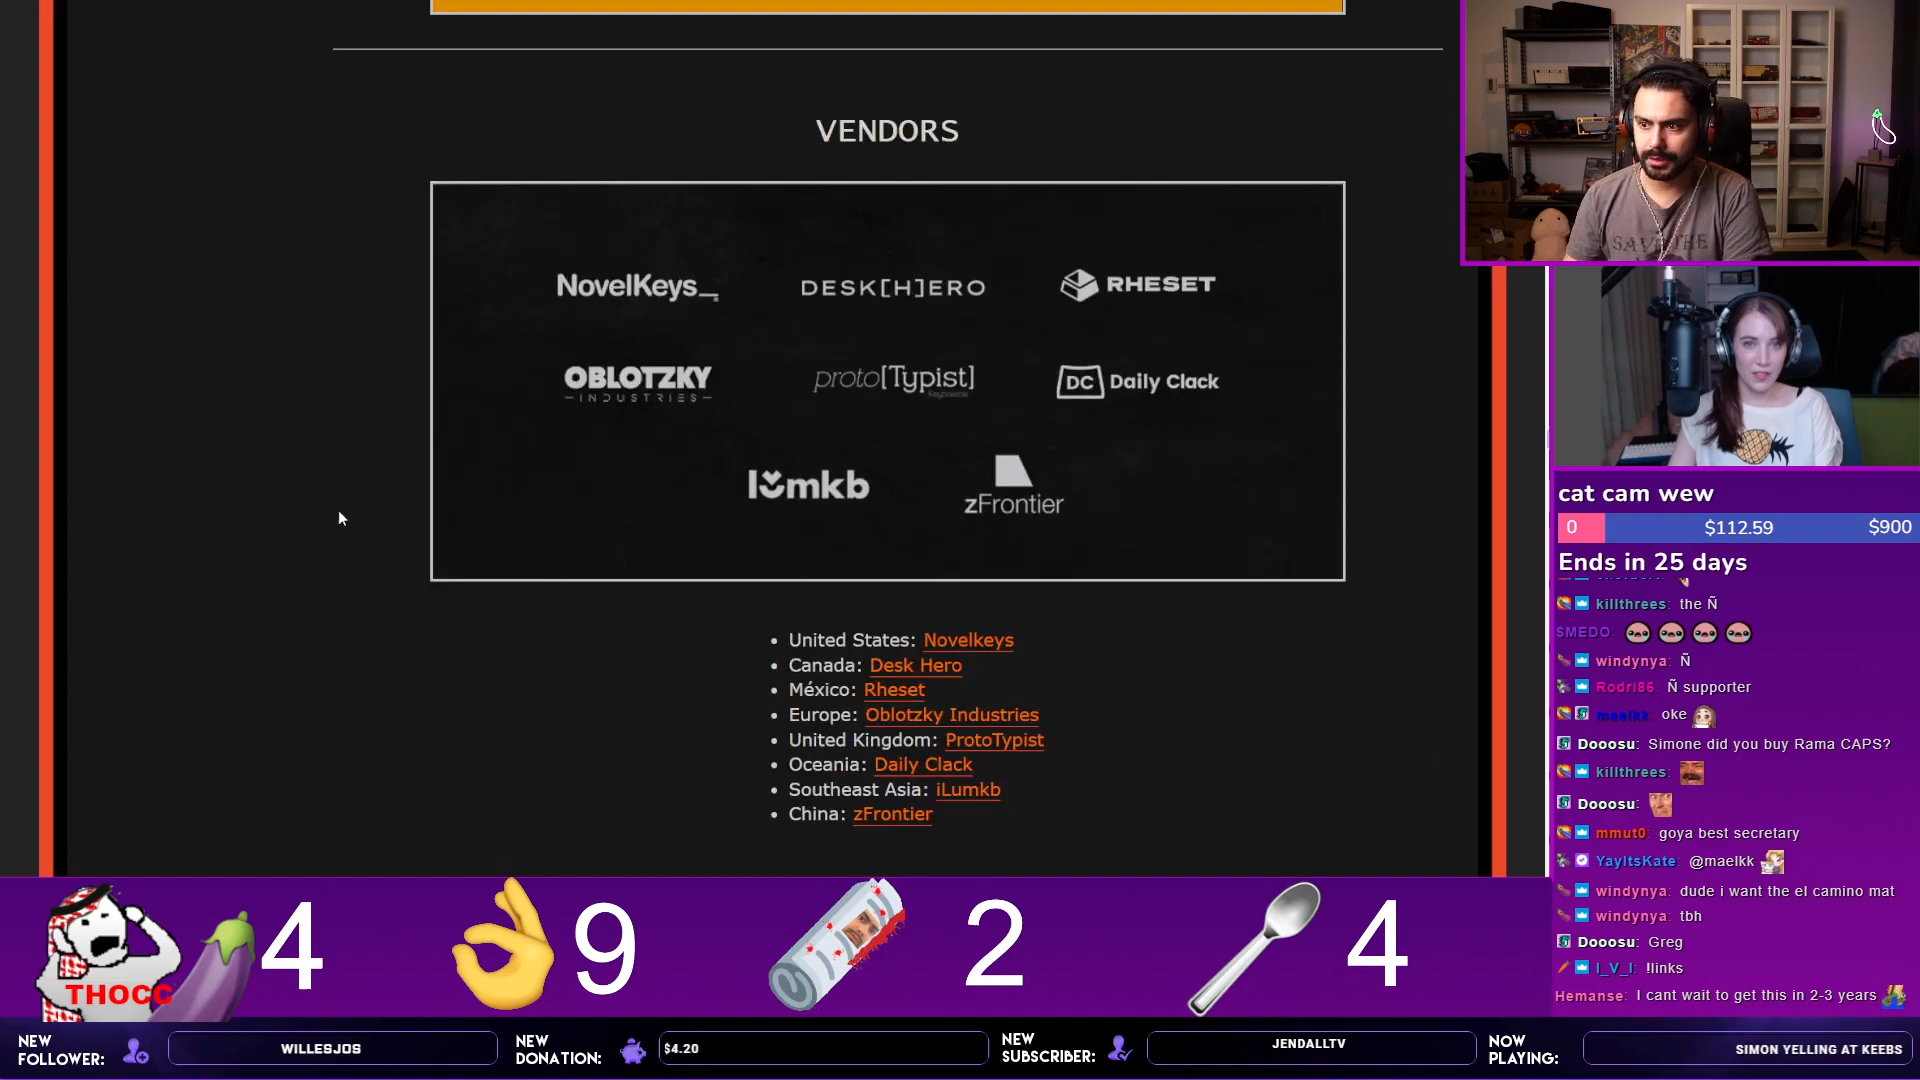 VENDORS
NovelKeys_
DESK[H]ERO
RHESET
OBLOTZKY
INDUSTRIES
proto[Typist]
Keyboards
DC Daily Clack
ilumkb
zFrontier
• United States: Novelkeys
• Canada: Desk Hero
• México: Rheset
• Europe: Oblotzky Industries
• United Kingdom: ProtoTypist
• Oceania: Daily Clack
• Southeast Asia: iLumkb
• China: zFrontier
SAVE THE
cat cam wew
0 $112.59 $900
Ends in 25 days
killthrees: the Ñ
SMEDO:
windynya: Ñ
Rodri86: Ñ supporter
maelkk: oke
Dooosu: Simone did you buy Rama CAPS?
killthrees:
Dooosu:
mmut0: goya best secretary
YayItsKate: @maelkk
windynya: dude i want the el camino mat
windynya: tbh
Dooosu: Greg
I_V_I: !links
Hemanse: I cant wait to get this in 2-3 years
THOCC
4
9
2
4
NEW FOLLOWER:
WILLESJOS
NEW DONATION:
$4.20
NEW SUBSCRIBER:
JENDALLTV
NOW PLAYING:
SIMON YELLING AT KEEBS